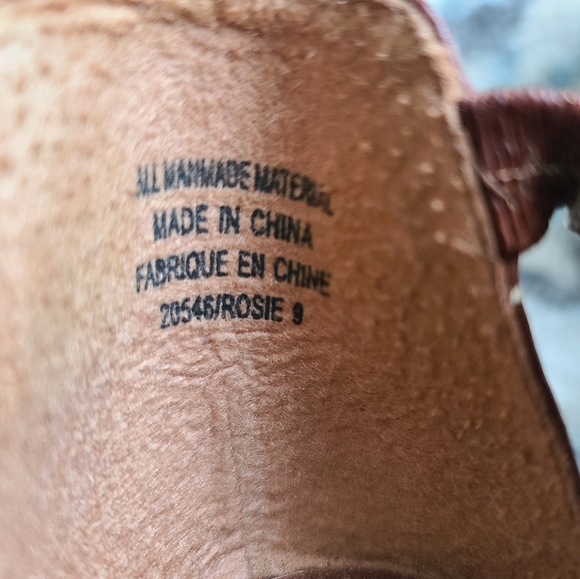 ALL MANMADE MATERIAL
MADE IN CHINA
FABRIQUE EN CHINE
20546/ROSIE 9